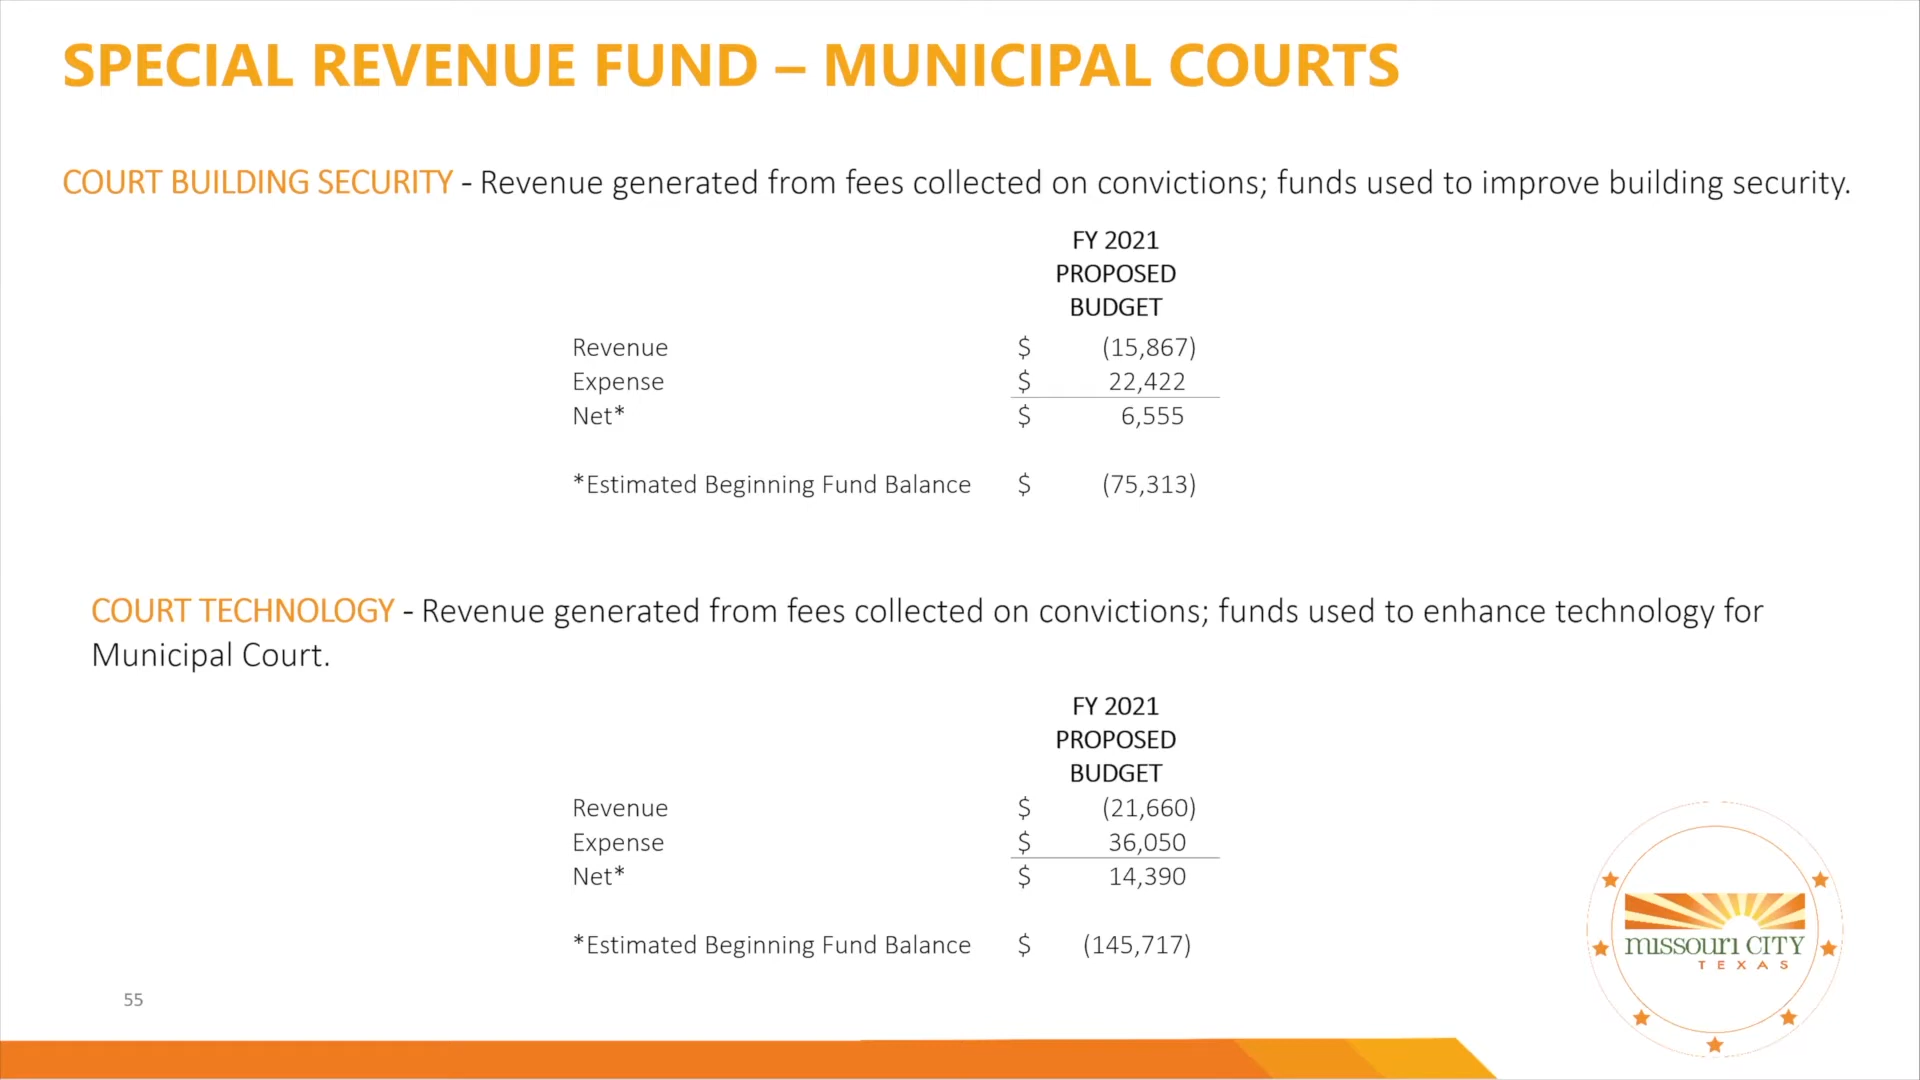 SPECIAL REVENUE FUND – MUNICIPAL COURTS
COURT BUILDING SECURITY - Revenue generated from fees collected on convictions; funds used to improve building security.
FY 2021
PROPOSED
BUDGET
Revenue $ (15,867)
Expense $ 22,422
Net* $ 6,555
*Estimated Beginning Fund Balance $ (75,313)
COURT TECHNOLOGY - Revenue generated from fees collected on convictions; funds used to enhance technology for
Municipal Court.
FY 2021
PROPOSED
BUDGET
Revenue $ (21,660)
Expense $ 36,050
Net* $ 14,390
*Estimated Beginning Fund Balance $ (145,717)
missouri CITY
TEXAS
55